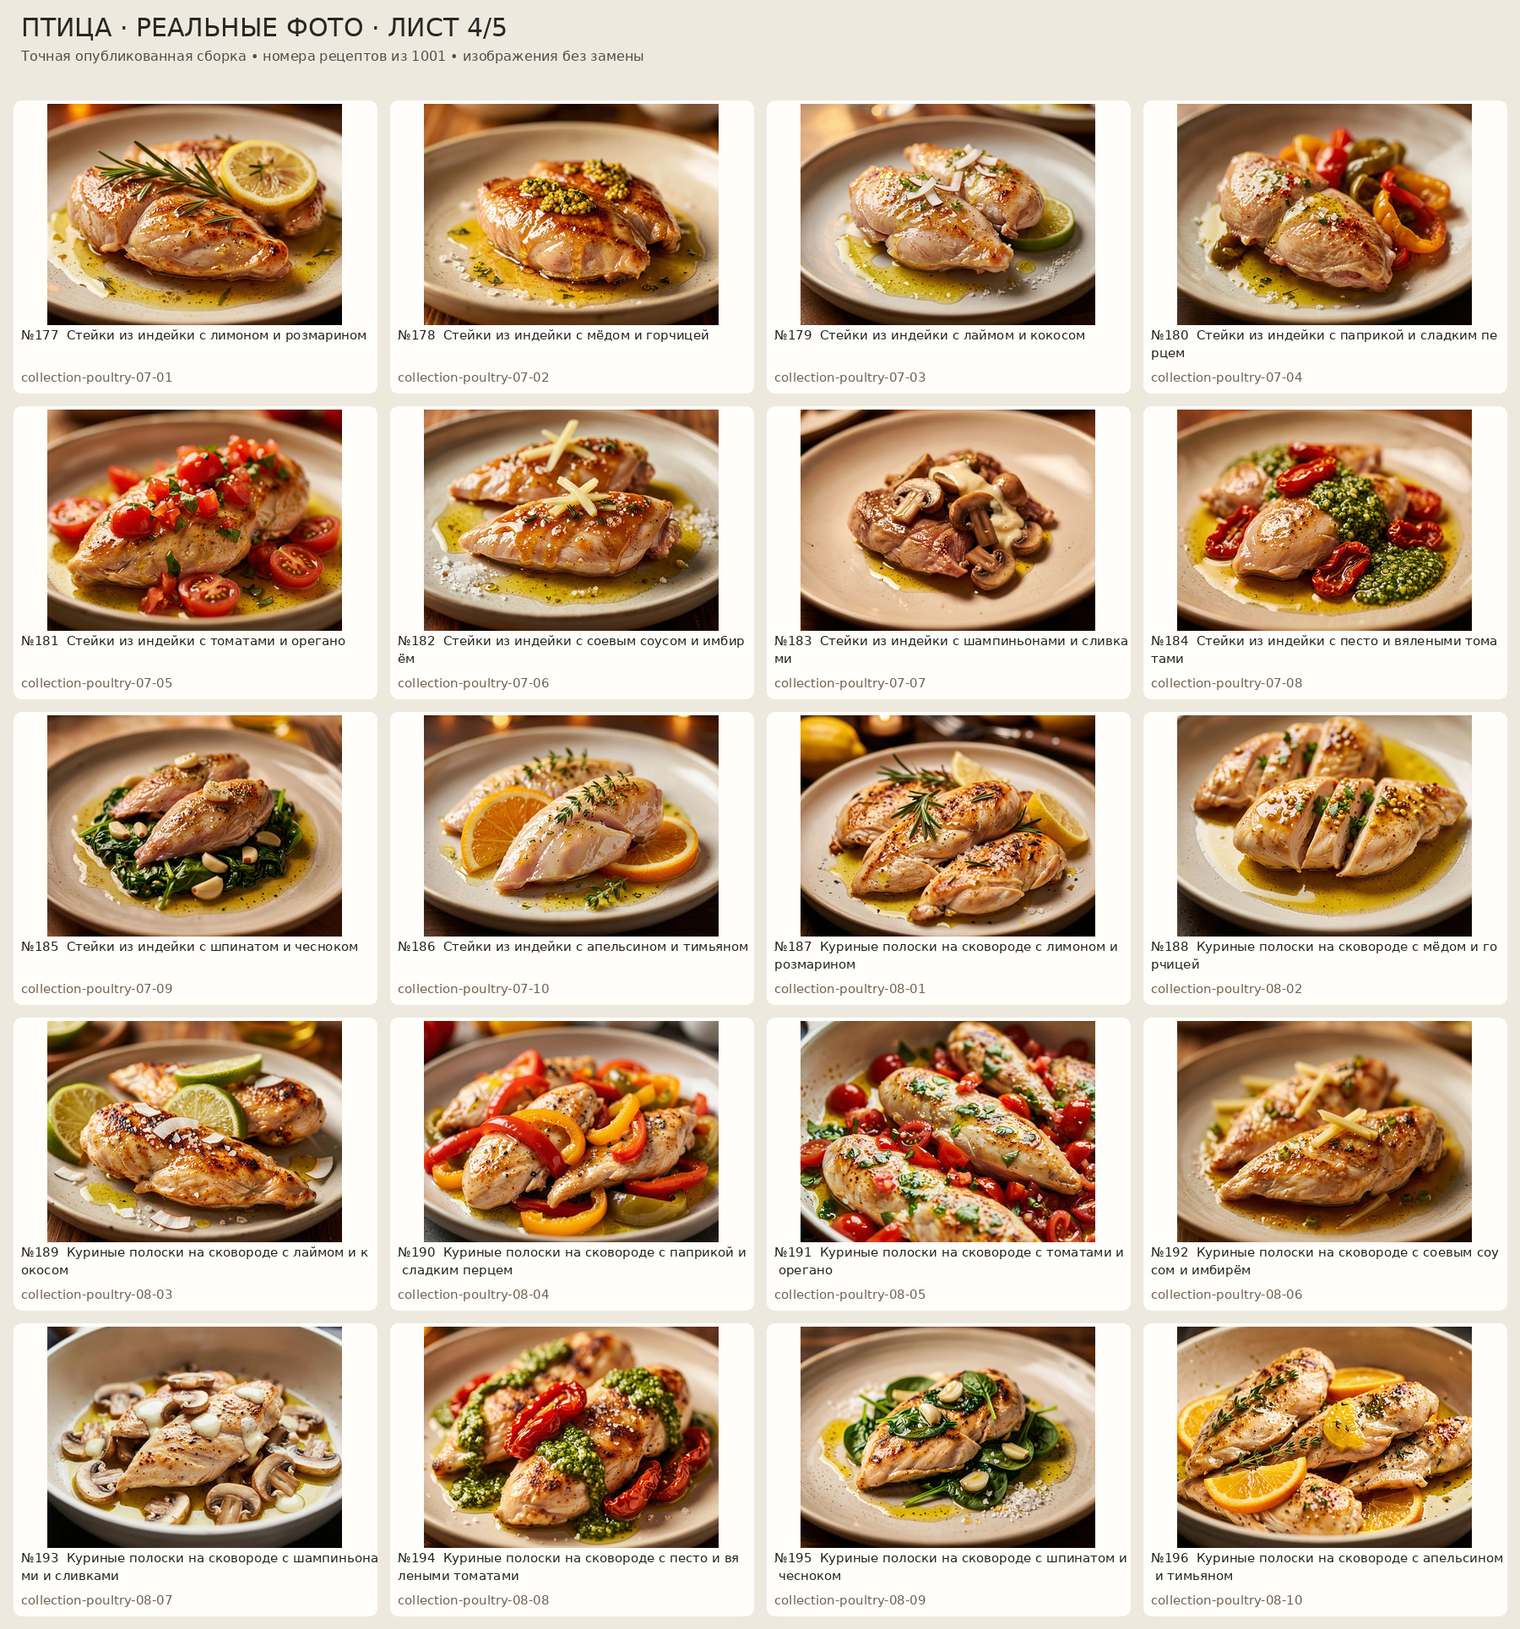 ПТИЦА · РЕАЛЬНЫЕ ФОТО · ЛИСТ 4/5
Точная опубликованная сборка • номера рецептов из 1001 • изображения без замены
№177 Стейки из индейки с лимоном и розмарином
collection-poultry-07-01
№178 Стейки из индейки с мёдом и горчицей
collection-poultry-07-02
№179 Стейки из индейки с лаймом и кокосом
collection-poultry-07-03
№180 Стейки из индейки с паприкой и сладким пе
рцем
collection-poultry-07-04
№181 Стейки из индейки с томатами и орегано
collection-poultry-07-05
№182 Стейки из индейки с соевым соусом и имбир
ём
collection-poultry-07-06
№183 Стейки из индейки с шампиньонами и сливка
ми
collection-poultry-07-07
№184 Стейки из индейки с песто и вялеными тома
тами
collection-poultry-07-08
№185 Стейки из индейки с шпинатом и чесноком
collection-poultry-07-09
№186 Стейки из индейки с апельсином и тимьяном
collection-poultry-07-10
№187 Куриные полоски на сковороде с лимоном и
розмарином
collection-poultry-08-01
№188 Куриные полоски на сковороде с мёдом и го
рчицей
collection-poultry-08-02
№189 Куриные полоски на сковороде с лаймом и к
окосом
collection-poultry-08-03
№190 Куриные полоски на сковороде с паприкой и
сладким перцем
collection-poultry-08-04
№191 Куриные полоски на сковороде с томатами и
орегано
collection-poultry-08-05
№192 Куриные полоски на сковороде с соевым соу
сом и имбирём
collection-poultry-08-06
№193 Куриные полоски на сковороде с шампиньона
ми и сливками
collection-poultry-08-07
№194 Куриные полоски на сковороде с песто и вя
леными томатами
collection-poultry-08-08
№195 Куриные полоски на сковороде с шпинатом и
чесноком
collection-poultry-08-09
№196 Куриные полоски на сковороде с апельсином
и тимьяном
collection-poultry-08-10